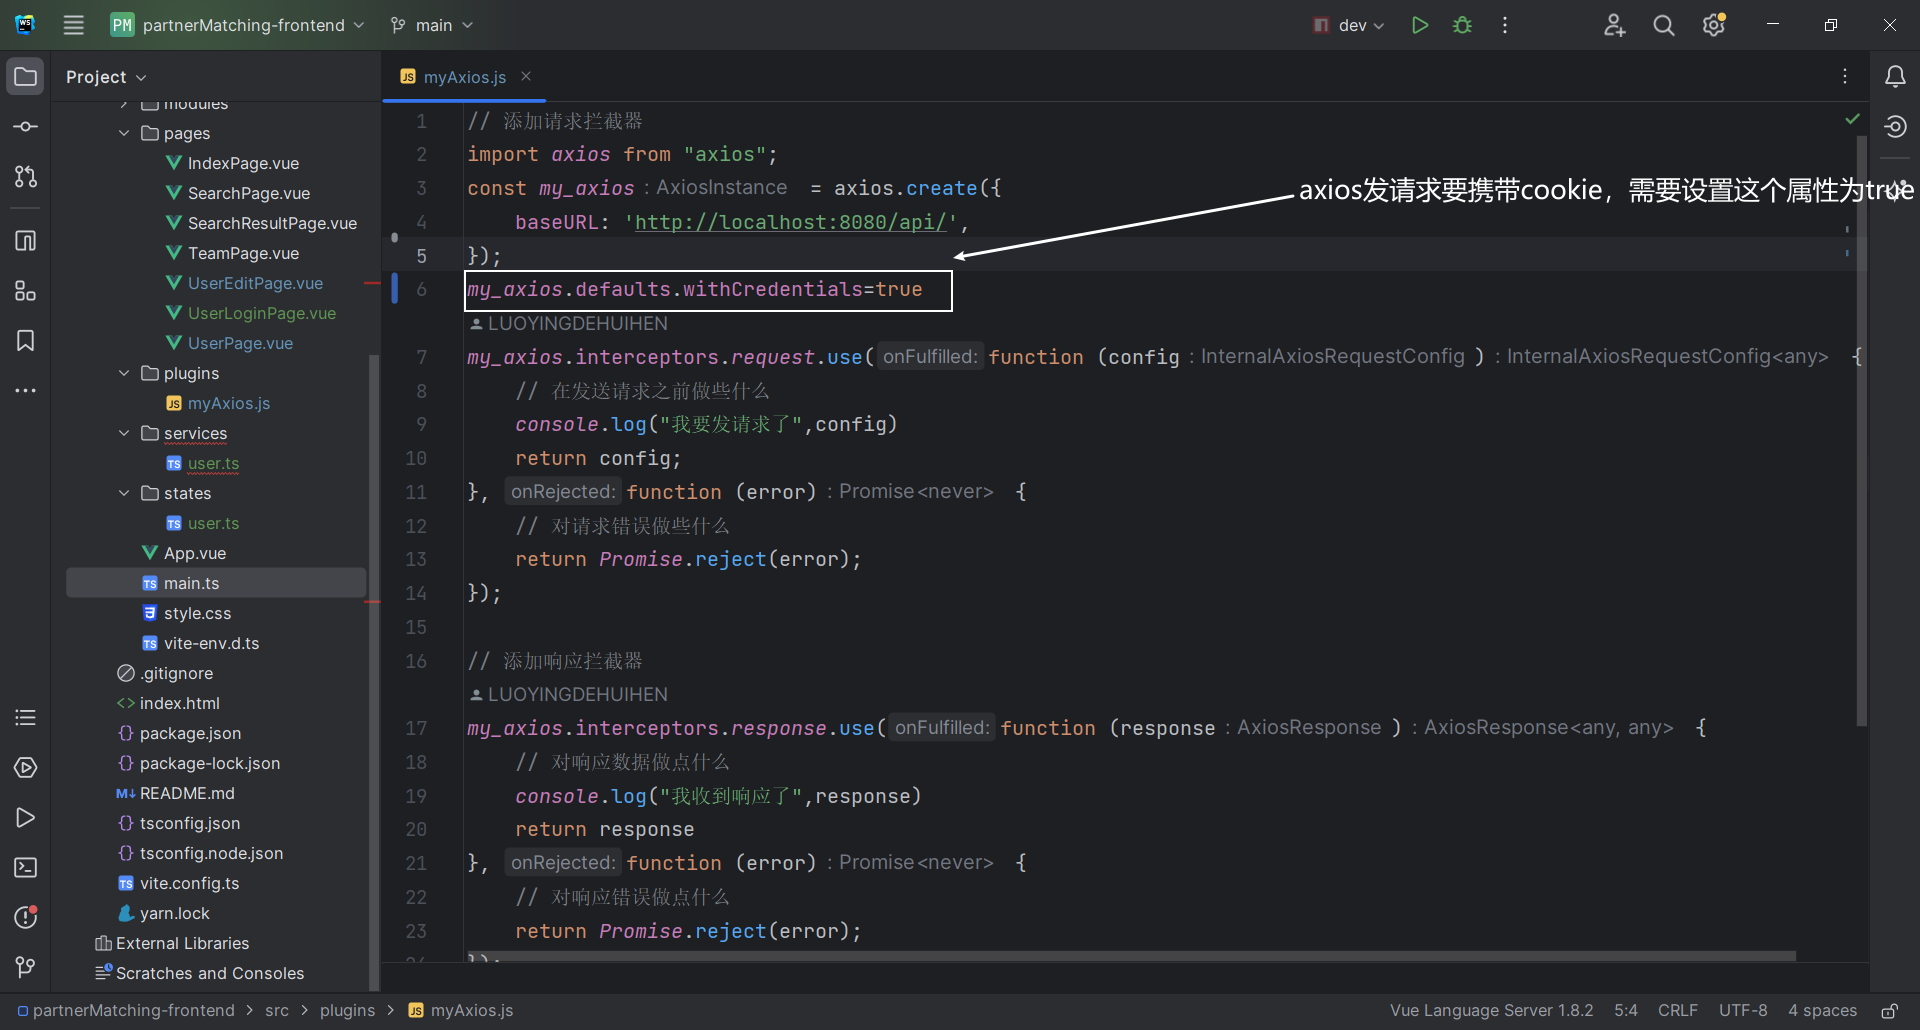 PM partnerMatching-frontend main dev
Project
myAxios.js
modules
pages
IndexPage.vue
SearchPage.vue
SearchResultPage.vue
TeamPage.vue
UserEditPage.vue
UserLoginPage.vue
UserPage.vue
plugins
myAxios.js
services
user.ts
states
user.ts
App.vue
main.ts
style.css
vite-env.d.ts
.gitignore
index.html
package.json
package-lock.json
README.md
tsconfig.json
tsconfig.node.json
vite.config.ts
yarn.lock
External Libraries
Scratches and Consoles
1 // 添加请求拦截器
2 import axios from "axios";
3 const my_axios : AxiosInstance = axios.create({
axios发请求要携带cookie，需要设置这个属性为true
4 baseURL: 'http://localhost:8080/api/',
5 });
6 my_axios.defaults.withCredentials=true
LUOYINGDEHUIHEN
7 my_axios.interceptors.request.use( onFulfilled: function (config : InternalAxiosRequestConfig ) : InternalAxiosRequestConfig<any> {
8 // 在发送请求之前做些什么
9 console.log("我要发请求了",config)
10 return config;
11 }, onRejected: function (error) : Promise<never> {
12 // 对请求错误做些什么
13 return Promise.reject(error);
14 });
15
16 // 添加响应拦截器
LUOYINGDEHUIHEN
17 my_axios.interceptors.response.use( onFulfilled: function (response : AxiosResponse ) : AxiosResponse<any, any> {
18 // 对响应数据做点什么
19 console.log("我收到响应了",response)
20 return response
21 }, onRejected: function (error) : Promise<never> {
22 // 对响应错误做点什么
23 return Promise.reject(error);
24 });
partnerMatching-frontend > src > plugins > myAxios.js
Vue Language Server 1.8.2 5:4 CRLF UTF-8 4 spaces